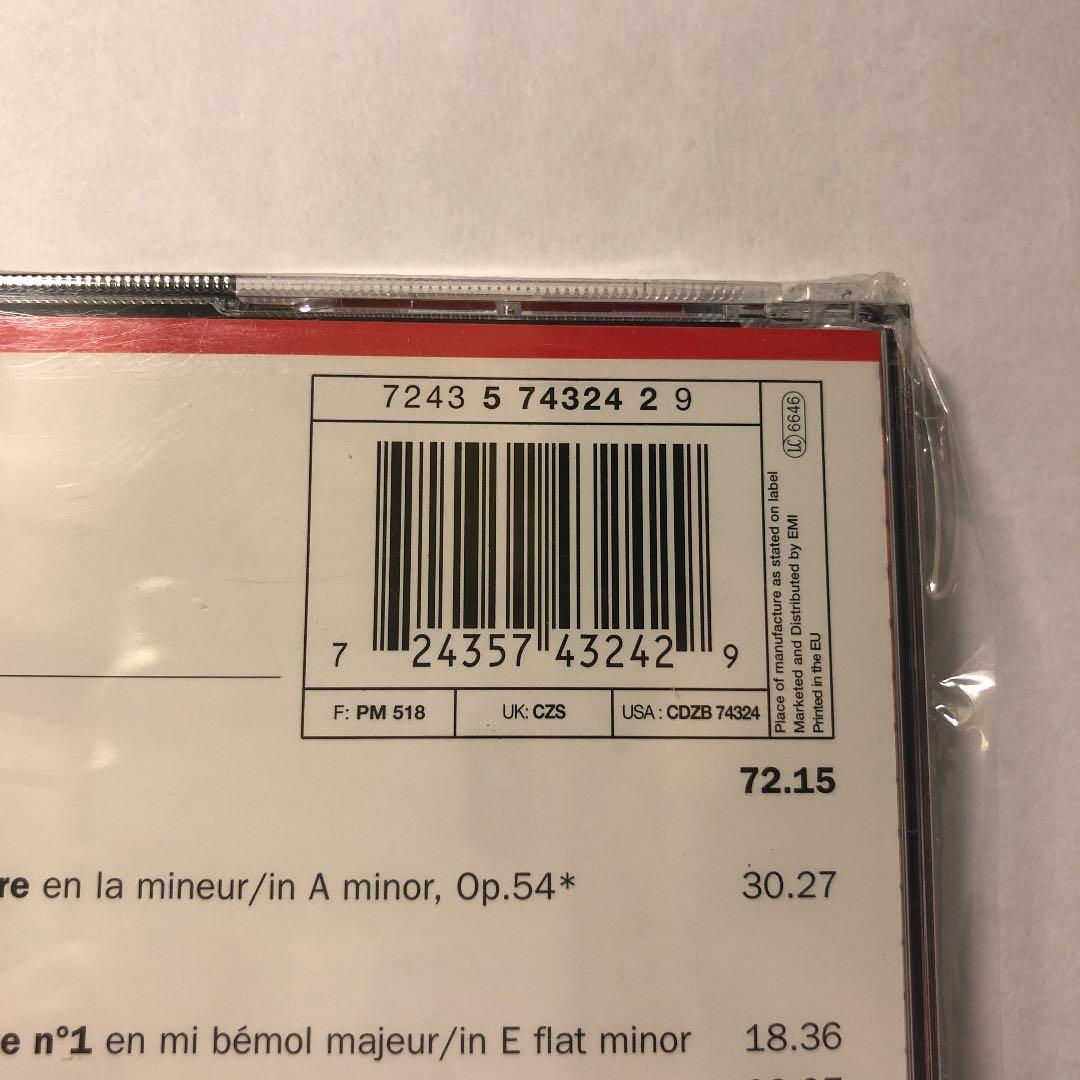 7243 5 74324 2 9
LC 6646
Place of manufacture as stated on label
Marketed and Distributed by EMI
Printed in the EU
7 24357 43242 9
F: PM 518
UK: CZS
USA : CDZB 74324
72.15
re en la mineur/in A minor, Op.54* 30.27
e n°1 en mi bémol majeur/in E flat minor 18.36